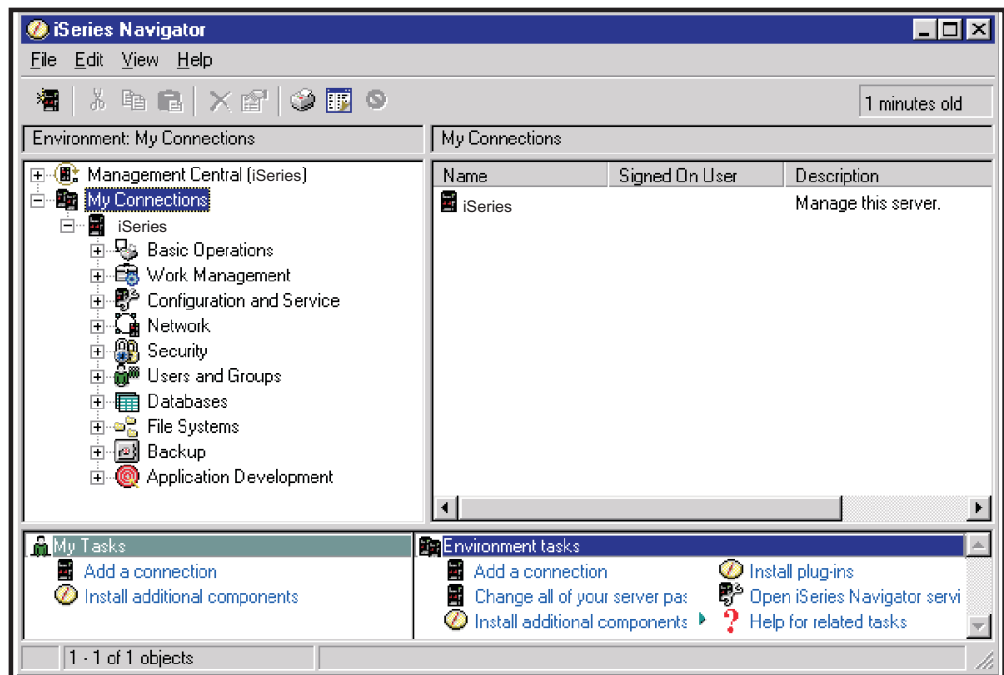 iSeries Navigator
File Edit View Help
1 minutes old
Environment: My Connections
My Connections
Management Central (iSeries)
My Connections
iSeries
Basic Operations
Work Management
Configuration and Service
Network
Security
Users and Groups
Databases
File Systems
Backup
Application Development
Name Signed On User Description
iSeries Manage this server.
My Tasks
Add a connection
Install additional components
Environment tasks
Add a connection
Change all of your server pas
Install additional components
Install plug-ins
Open iSeries Navigator servi
Help for related tasks
1 - 1 of 1 objects